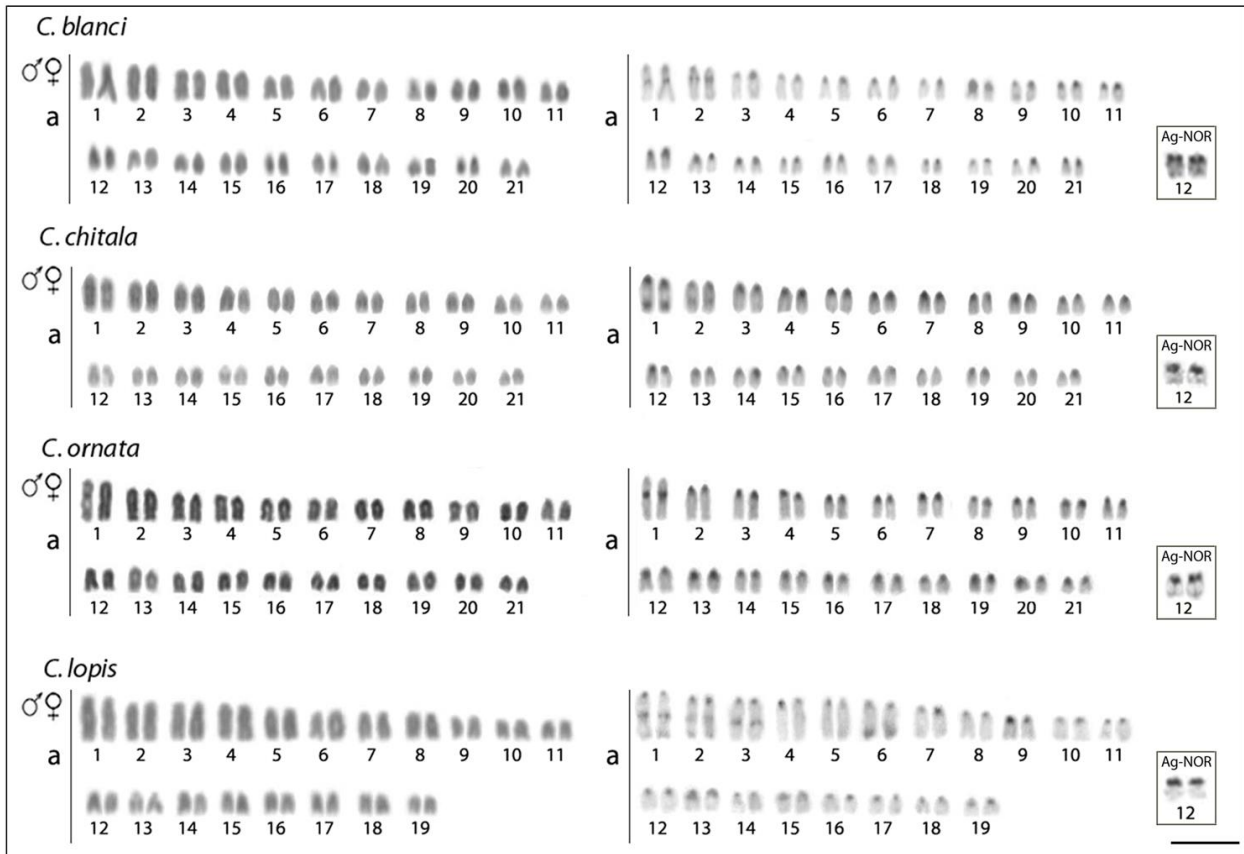 C. blanci
♂♀
1 2 3 4 5 6 7 8 9 10 11 1 2 3 4 5 6 7 8 9 10 11
a a
Ag-NOR
12 13 14 15 16 17 18 19 20 21 12 13 14 15 16 17 18 19 20 21 12
C. chitala
♂♀
1 2 3 4 5 6 7 8 9 10 11 1 2 3 4 5 6 7 8 9 10 11
a a
Ag-NOR
12 13 14 15 16 17 18 19 20 21 12 13 14 15 16 17 18 19 20 21 12
C. ornata
♂♀
1 2 3 4 5 6 7 8 9 10 11 1 2 3 4 5 6 7 8 9 10 11
a a
Ag-NOR
12 13 14 15 16 17 18 19 20 21 12 13 14 15 16 17 18 19 20 21 12
C. lopis
♂♀
1 2 3 4 5 6 7 8 9 10 11 1 2 3 4 5 6 7 8 9 10 11
a a
Ag-NOR
12 13 14 15 16 17 18 19 12 13 14 15 16 17 18 19 12